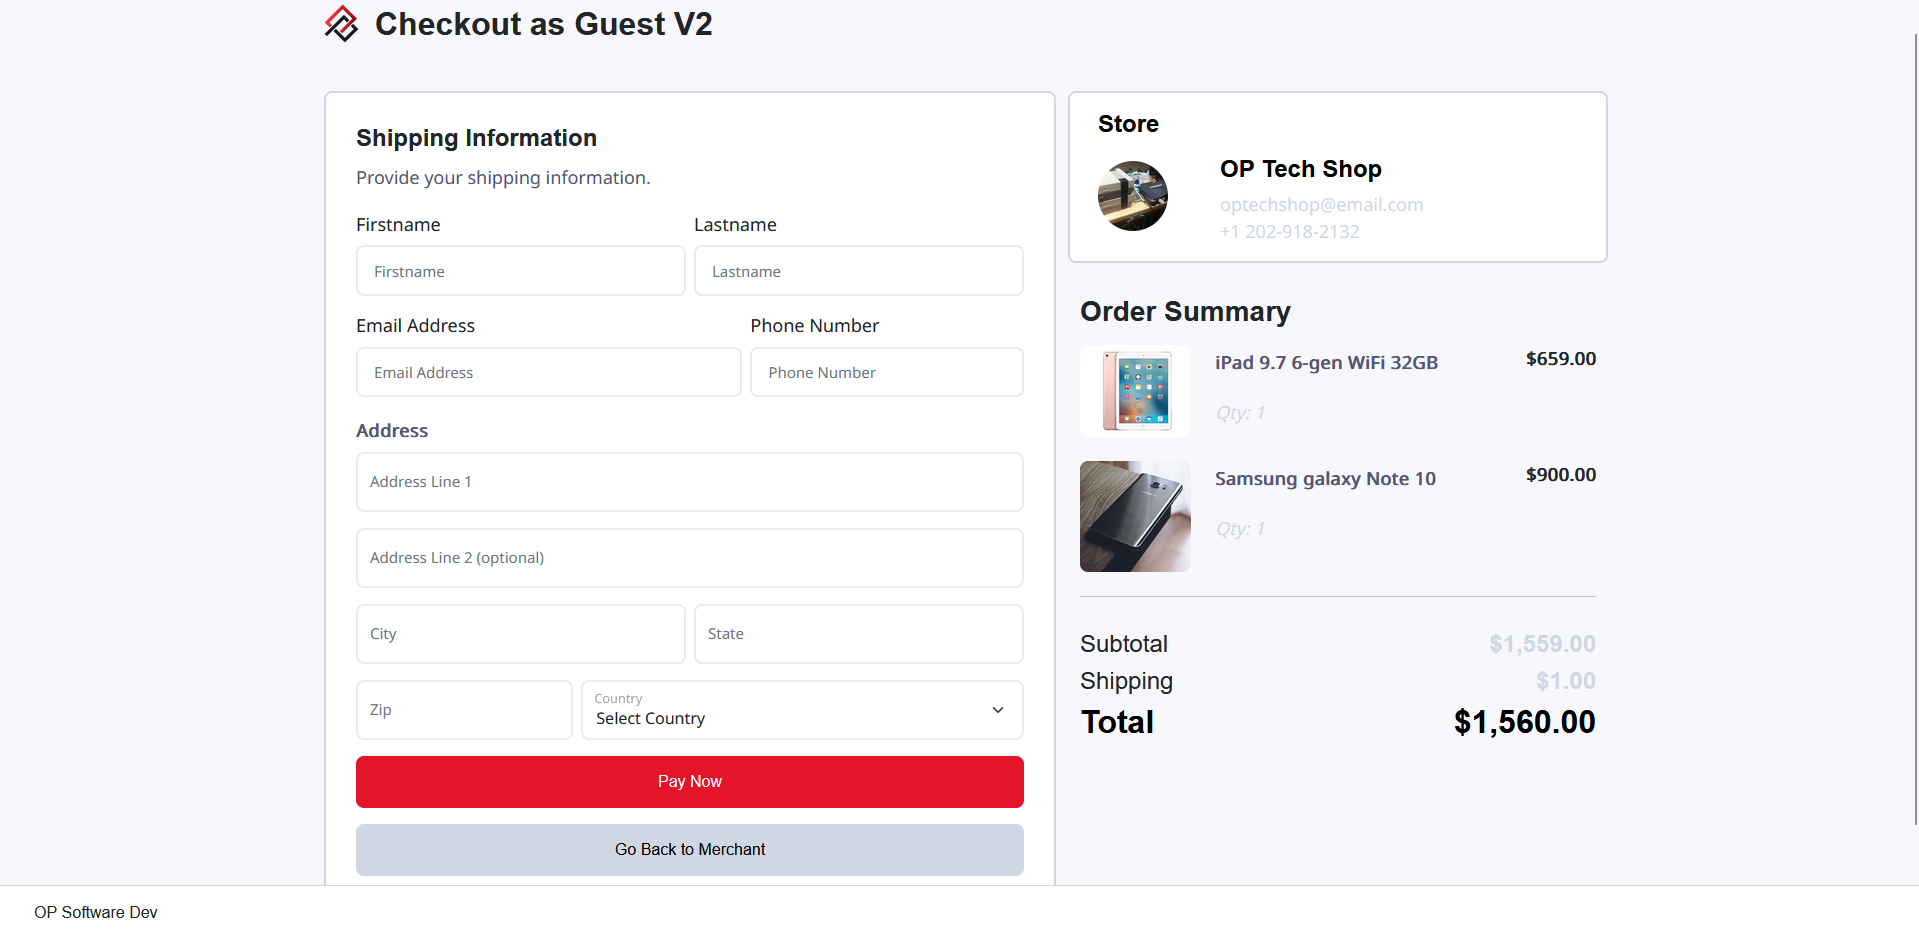 Checkout as Guest V2
Shipping Information
Provide your shipping information.
Firstname
Lastname
Firstname
Lastname
Email Address
Phone Number
Email Address
Phone Number
Address
Address Line 1
Address Line 2 (optional)
City
State
Zip
Country
Select Country
Pay Now
Go Back to Merchant
Store
OP Tech Shop
optechshop@email.com
+1 202-918-2132
Order Summary
iPad 9.7 6-gen WiFi 32GB
$659.00
Qty: 1
Samsung galaxy Note 10
$900.00
Qty: 1
Subtotal
$1,559.00
Shipping
$1.00
Total
$1,560.00
OP Software Dev